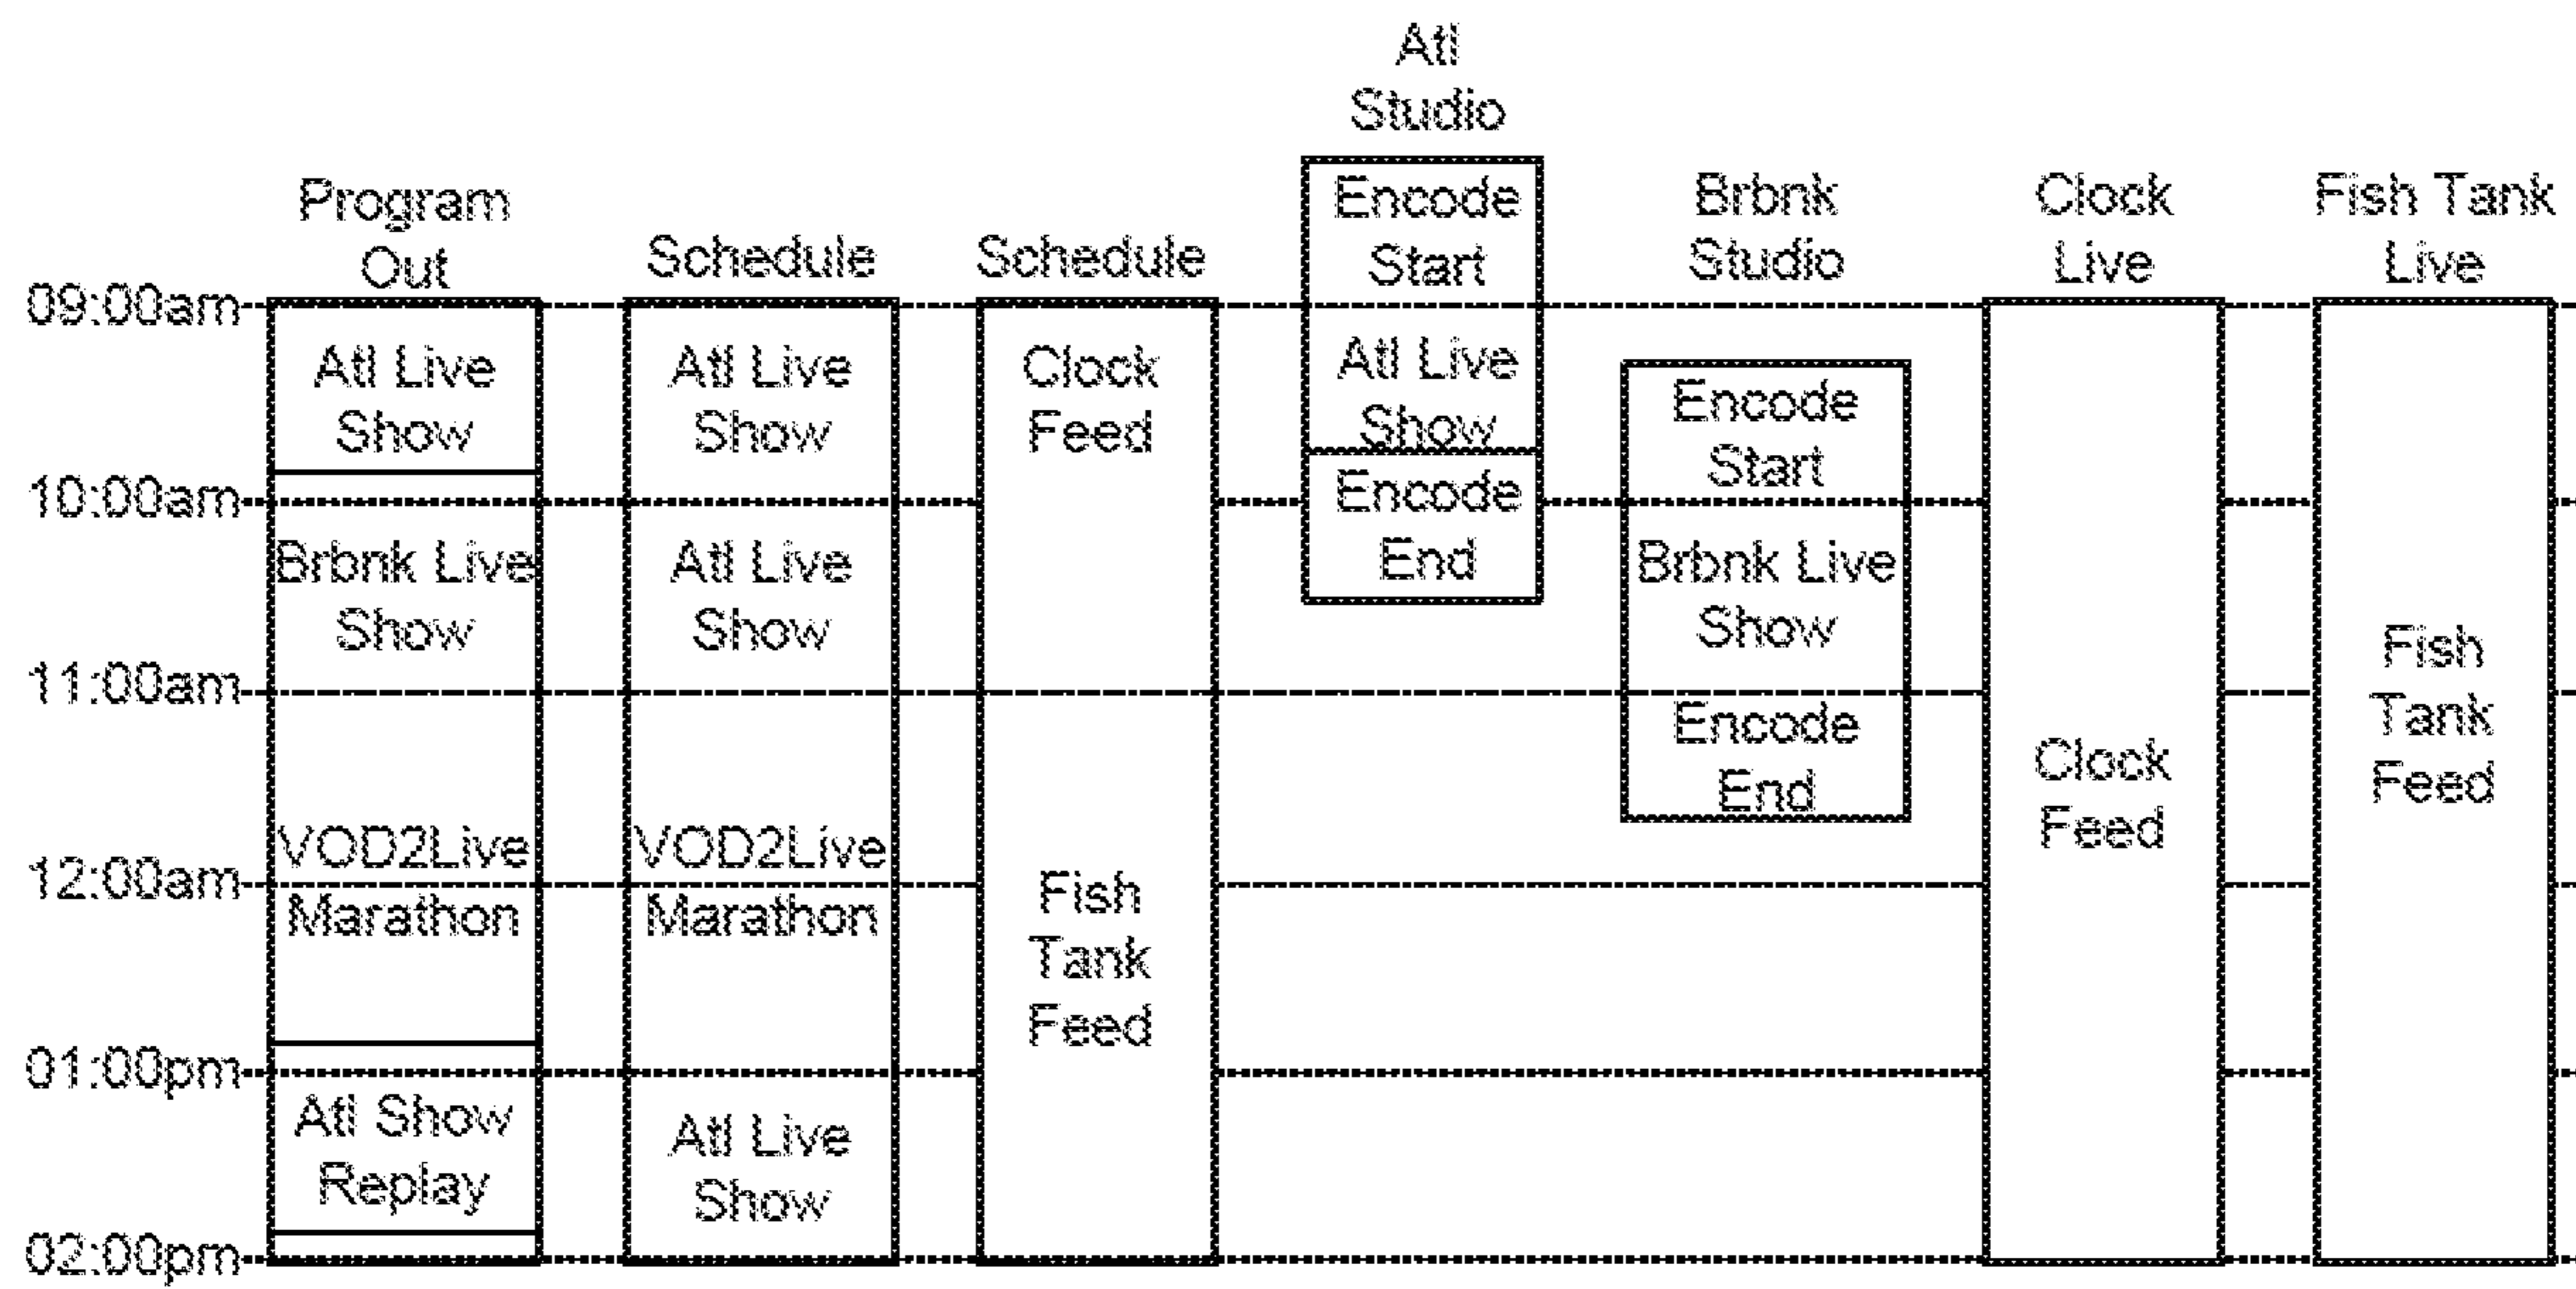 Atl
Studio
Program
Out
Schedule
Schedule
Encode
Start
Brbnk
Studio
Clock
Live
Fish Tank
Live
09:00am
Atl Live
Show
Atl Live
Show
Clock
Feed
Atl Live
Show
Encode
Start
10:00am
Encode
End
Brbnk Live
Show
Atl Live
Show
Brbnk Live
Show
11:00am
Encode
End
Clock
Feed
Fish
Tank
Feed
VOD2Live
Marathon
VOD2Live
Marathon
12:00am
Fish
Tank
Feed
01:00pm
Atl Show
Replay
Atl Live
Show
02:00pm